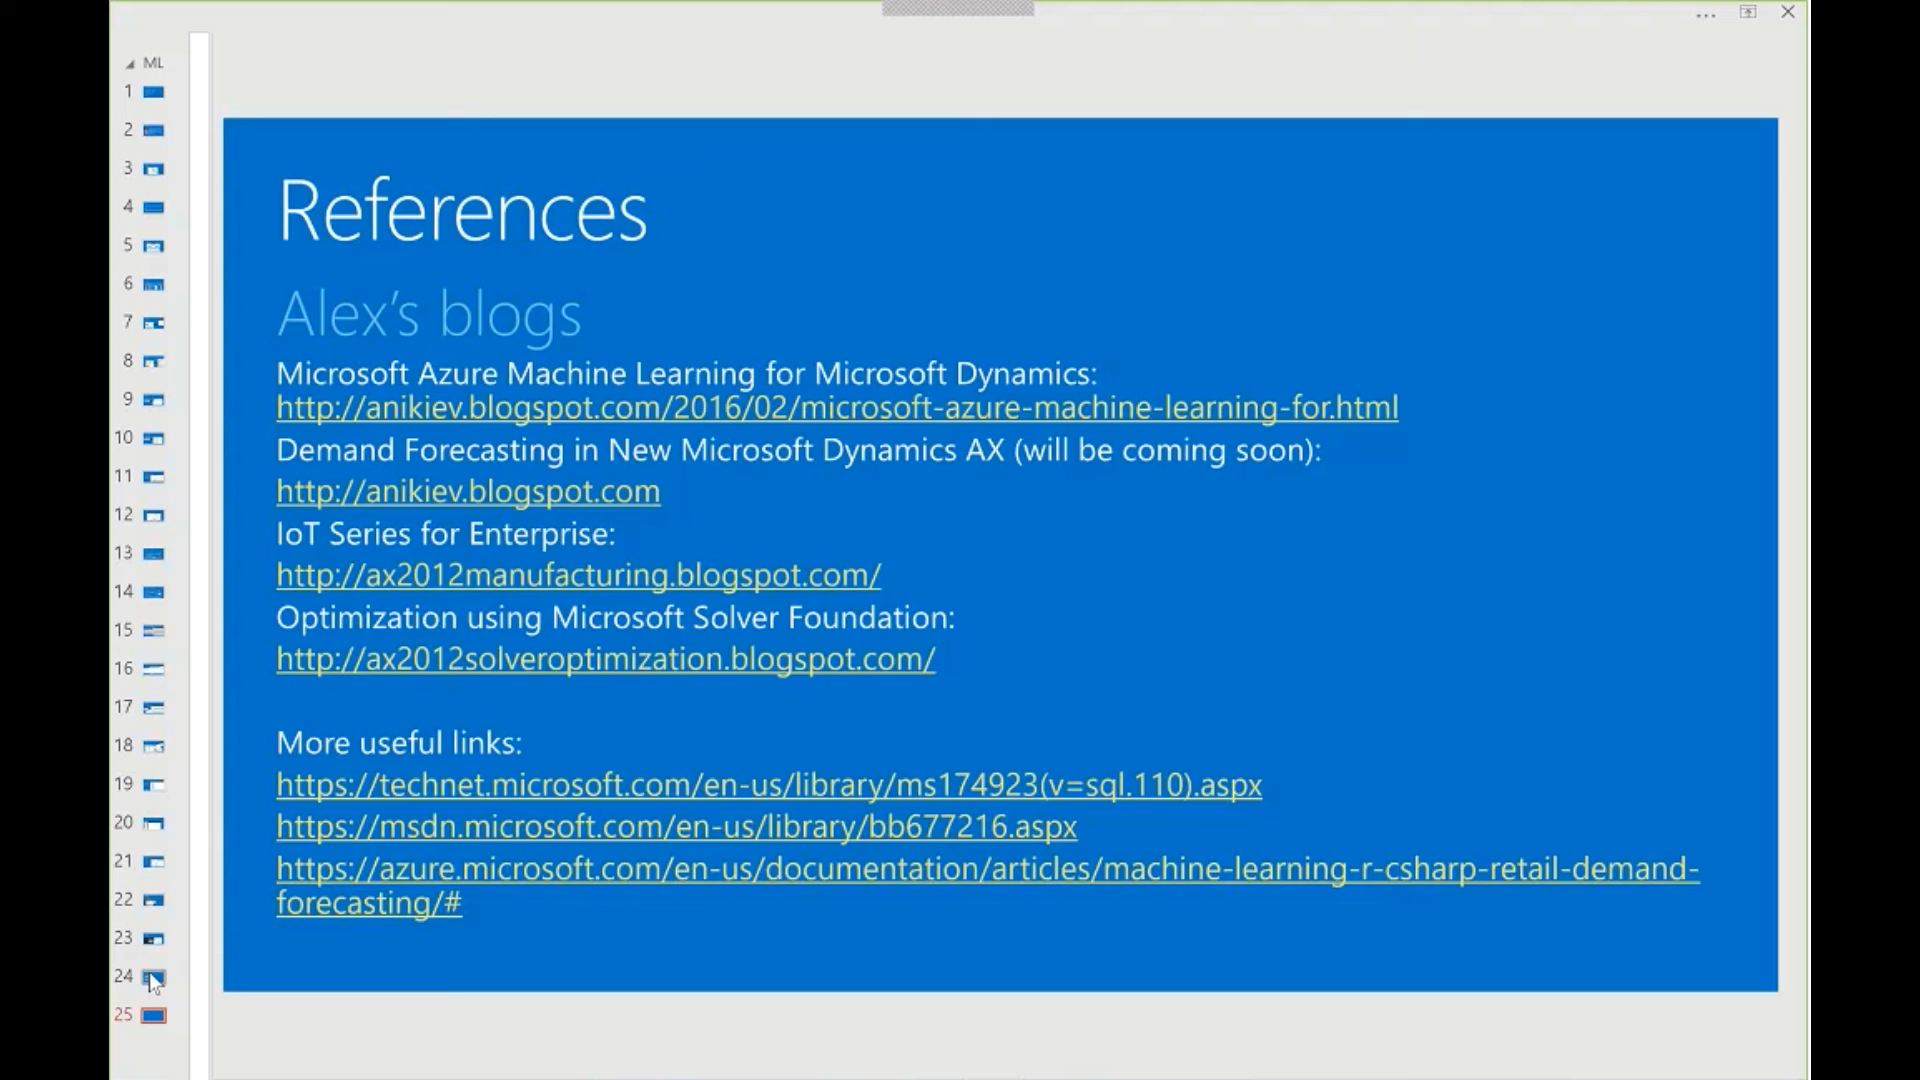 ML
1
2
3
4
5
6
7
8
9
10
11
12
13
14
15
16
17
18
19
20
21
22
23
24
25
References
Alex's blogs
Microsoft Azure Machine Learning for Microsoft Dynamics:
http://anikiev.blogspot.com/2016/02/microsoft-azure-machine-learning-for.html
Demand Forecasting in New Microsoft Dynamics AX (will be coming soon):
http://anikiev.blogspot.com
IoT Series for Enterprise:
http://ax2012manufacturing.blogspot.com/
Optimization using Microsoft Solver Foundation:
http://ax2012solveroptimization.blogspot.com/
More useful links:
https://technet.microsoft.com/en-us/library/ms174923(v=sql.110).aspx
https://msdn.microsoft.com/en-us/library/bb677216.aspx
https://azure.microsoft.com/en-us/documentation/articles/machine-learning-r-csharp-retail-demand-
forecasting/#